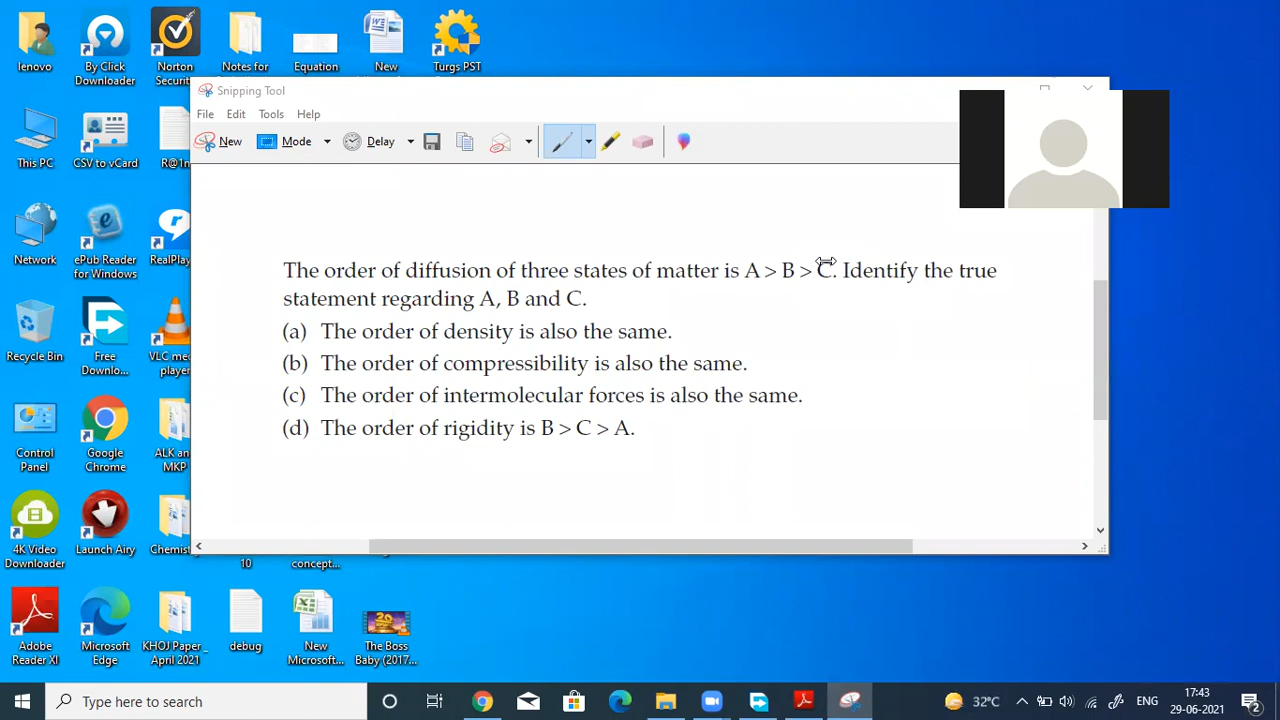 lenovo
By Click
Downloader
Norton
Securit
Notes for
Equation
New
Turgs PST
Snipping Tool
File Edit Tools Help
New Mode Delay
This PC
CSV to vCard
R@1n
Network
ePub Reader
for Windows
RealPlay
The order of diffusion of three states of matter is A > B > C. Identify the true
statement regarding A, B and C.
(a) The order of density is also the same.
(b) The order of compressibility is also the same.
(c) The order of intermolecular forces is also the same.
(d) The order of rigidity is B > C > A.
Recycle Bin
Free
Downlo...
VLC me
player
Control
Panel
Google
Chrome
ALK an
MKP
4K Video
Downloader
Launch Airy
Chemist
10
concept...
Adobe
Reader XI
Microsoft
Edge
KHOJ Paper_
April 2021
debug
New
Microsoft...
The Boss
Baby (2017...
Type here to search
32°C
ENG
17:43
29-06-2021
2